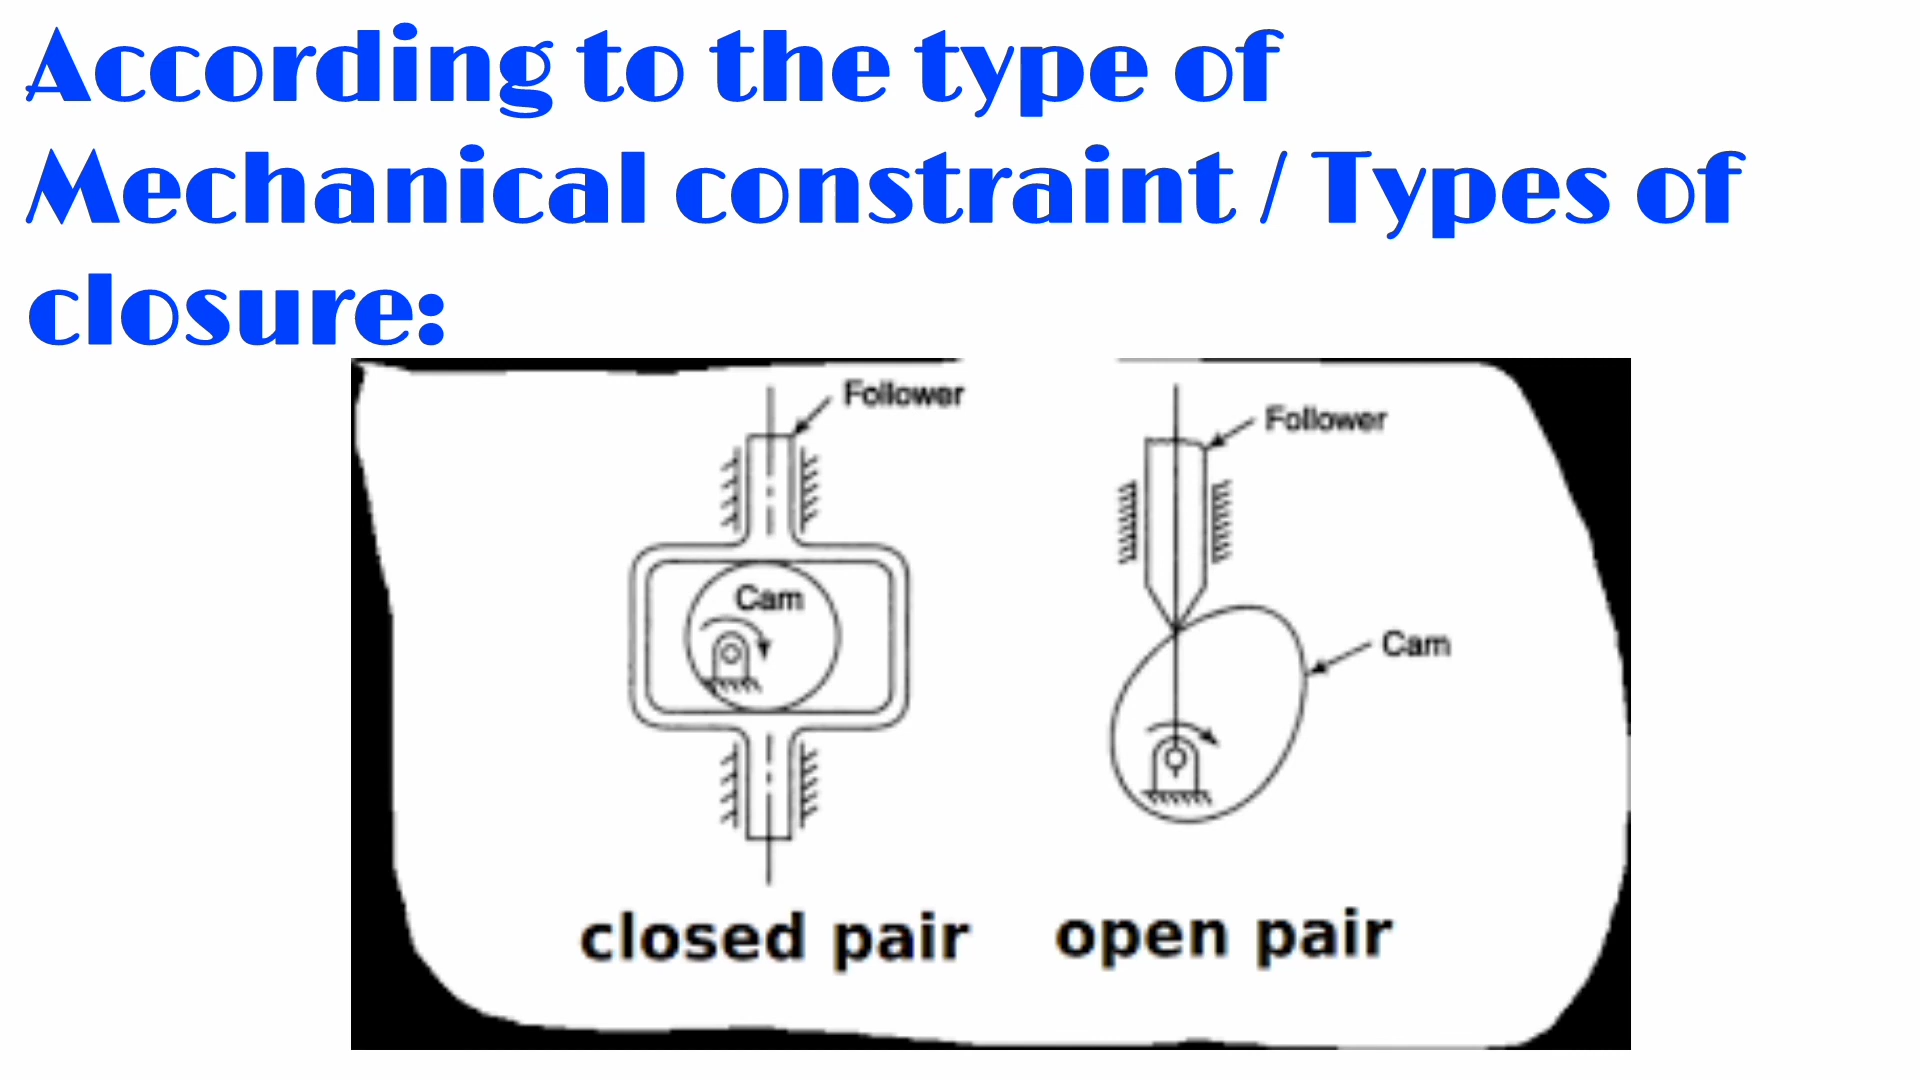 According to the type of
Mechanical constraint / Types of
closure:
Follower
Follower
Cam
Cam
closed pair
open pair